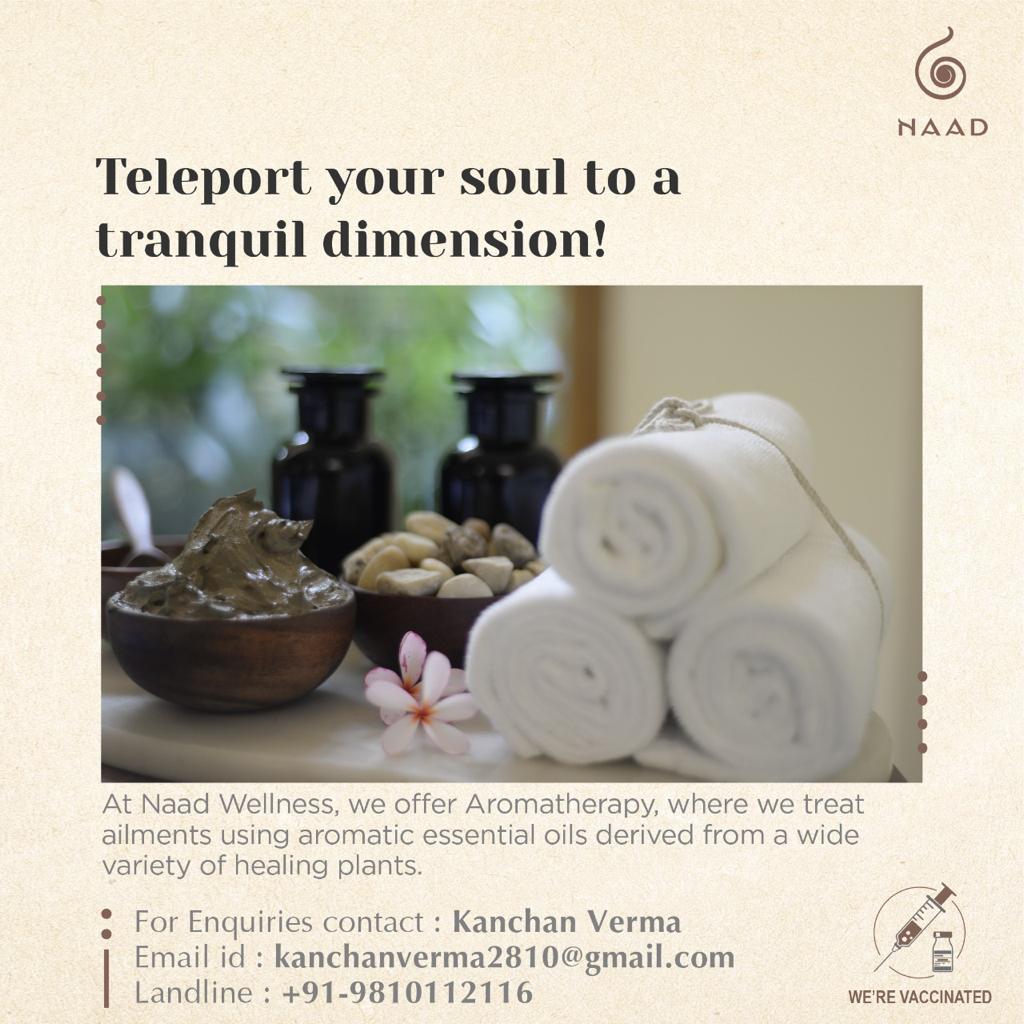 NAAD
Teleport your soul to a
tranquil dimension!
At Naad Wellness, we offer Aromatherapy, where we treat
ailments using aromatic essential oils derived from a wide
variety of healing plants.
For Enquiries contact : Kanchan Verma
Email id : kanchanverma2810@gmail.com
Landline : +91-9810112116
WE'RE VACCINATED